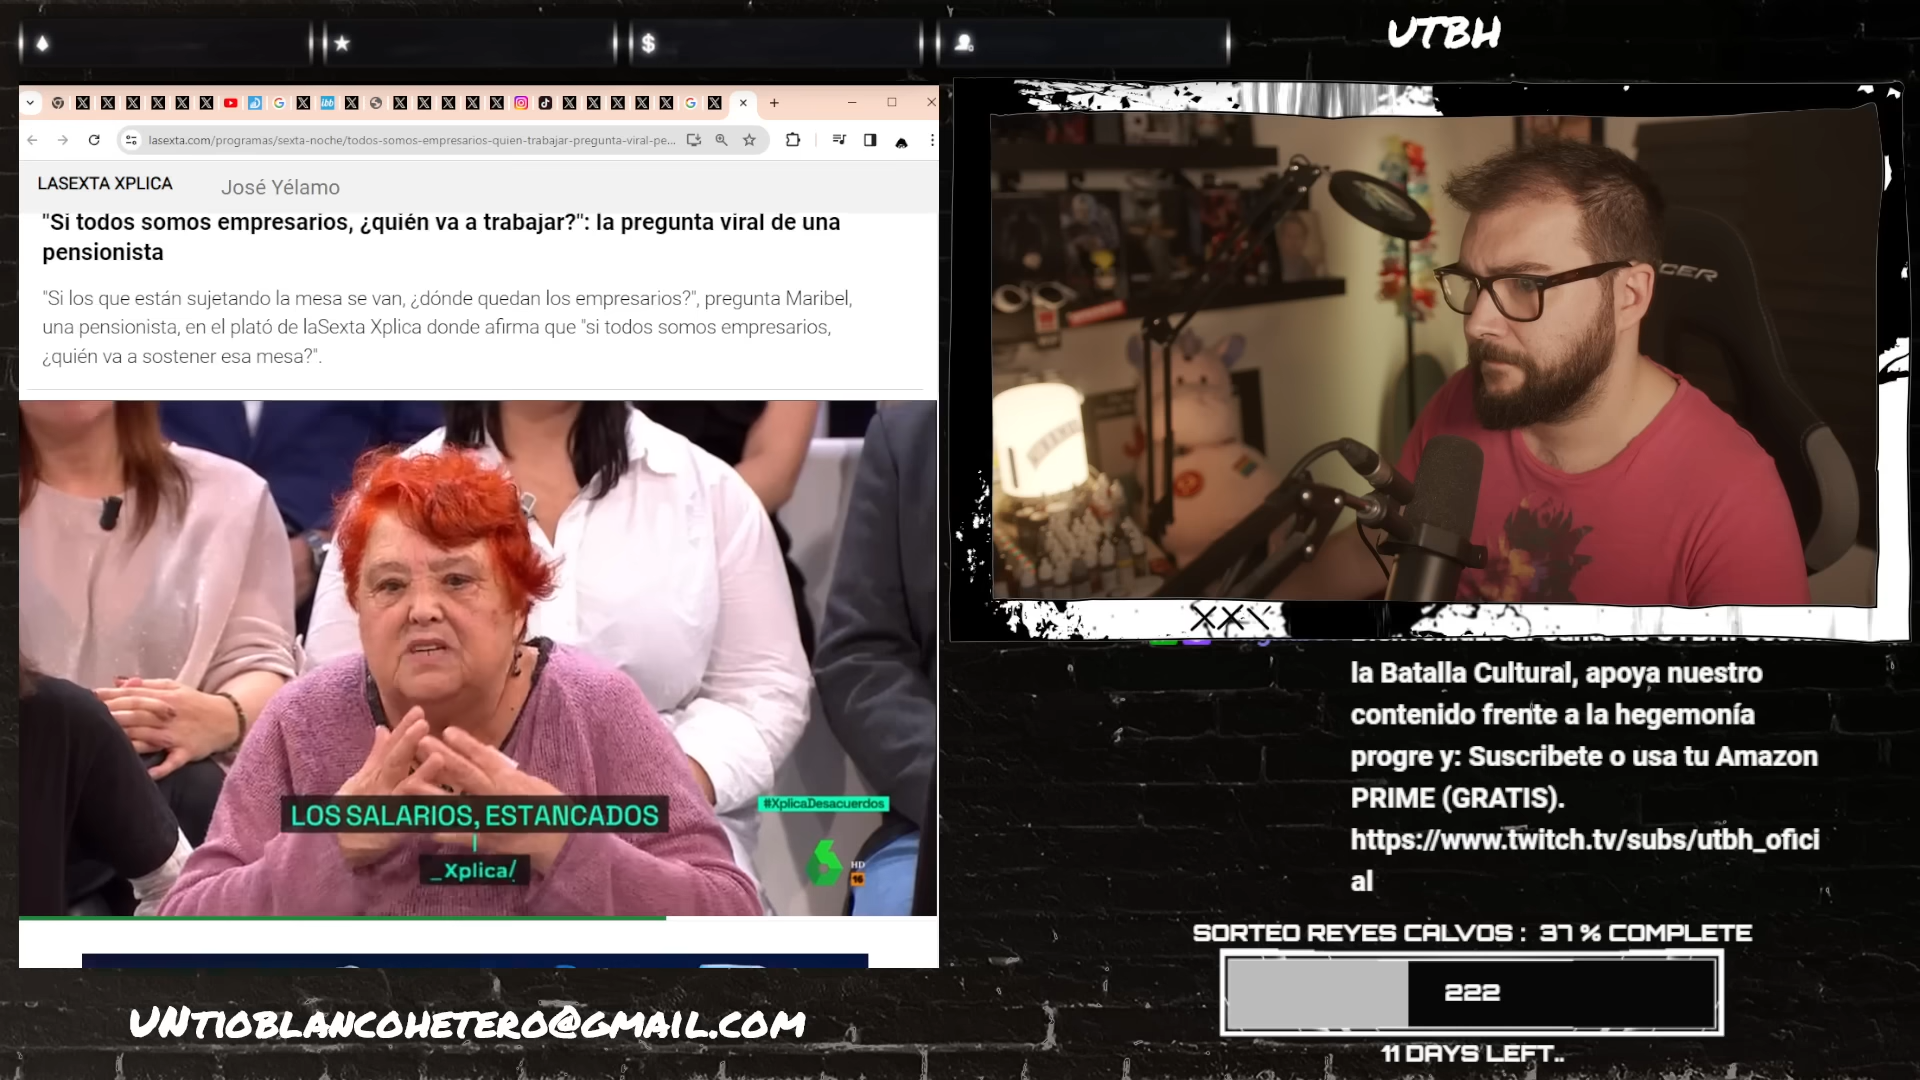 UTBH
lasexta.com/programas/sexta-noche/todos-somos-empresarios-quien-trabajar-pregunta-viral-pe...
LASEXTA XPLICA
José Yélamo
"Si todos somos empresarios, ¿quién va a trabajar?": la pregunta viral de una
pensionista
"Si los que están sujetando la mesa se van, ¿dónde quedan los empresarios?", pregunta Maribel,
una pensionista, en el plató de laSexta Xplica donde afirma que "si todos somos empresarios,
¿quién va a sostener esa mesa?".
#XplicaDesacuerdos
LOS SALARIOS, ESTANCADOS
_Xplica/
HD
16
la Batalla Cultural, apoya nuestro
contenido frente a la hegemonía
progre y: Suscribete o usa tu Amazon
PRIME (GRATIS).
https://www.twitch.tv/subs/utbh_ofici
al
SORTEO REYES CALVOS : 37 % COMPLETE
222
11 DAYS LEFT..
UNTIOBLANCOHETERO@GMAIL.COM